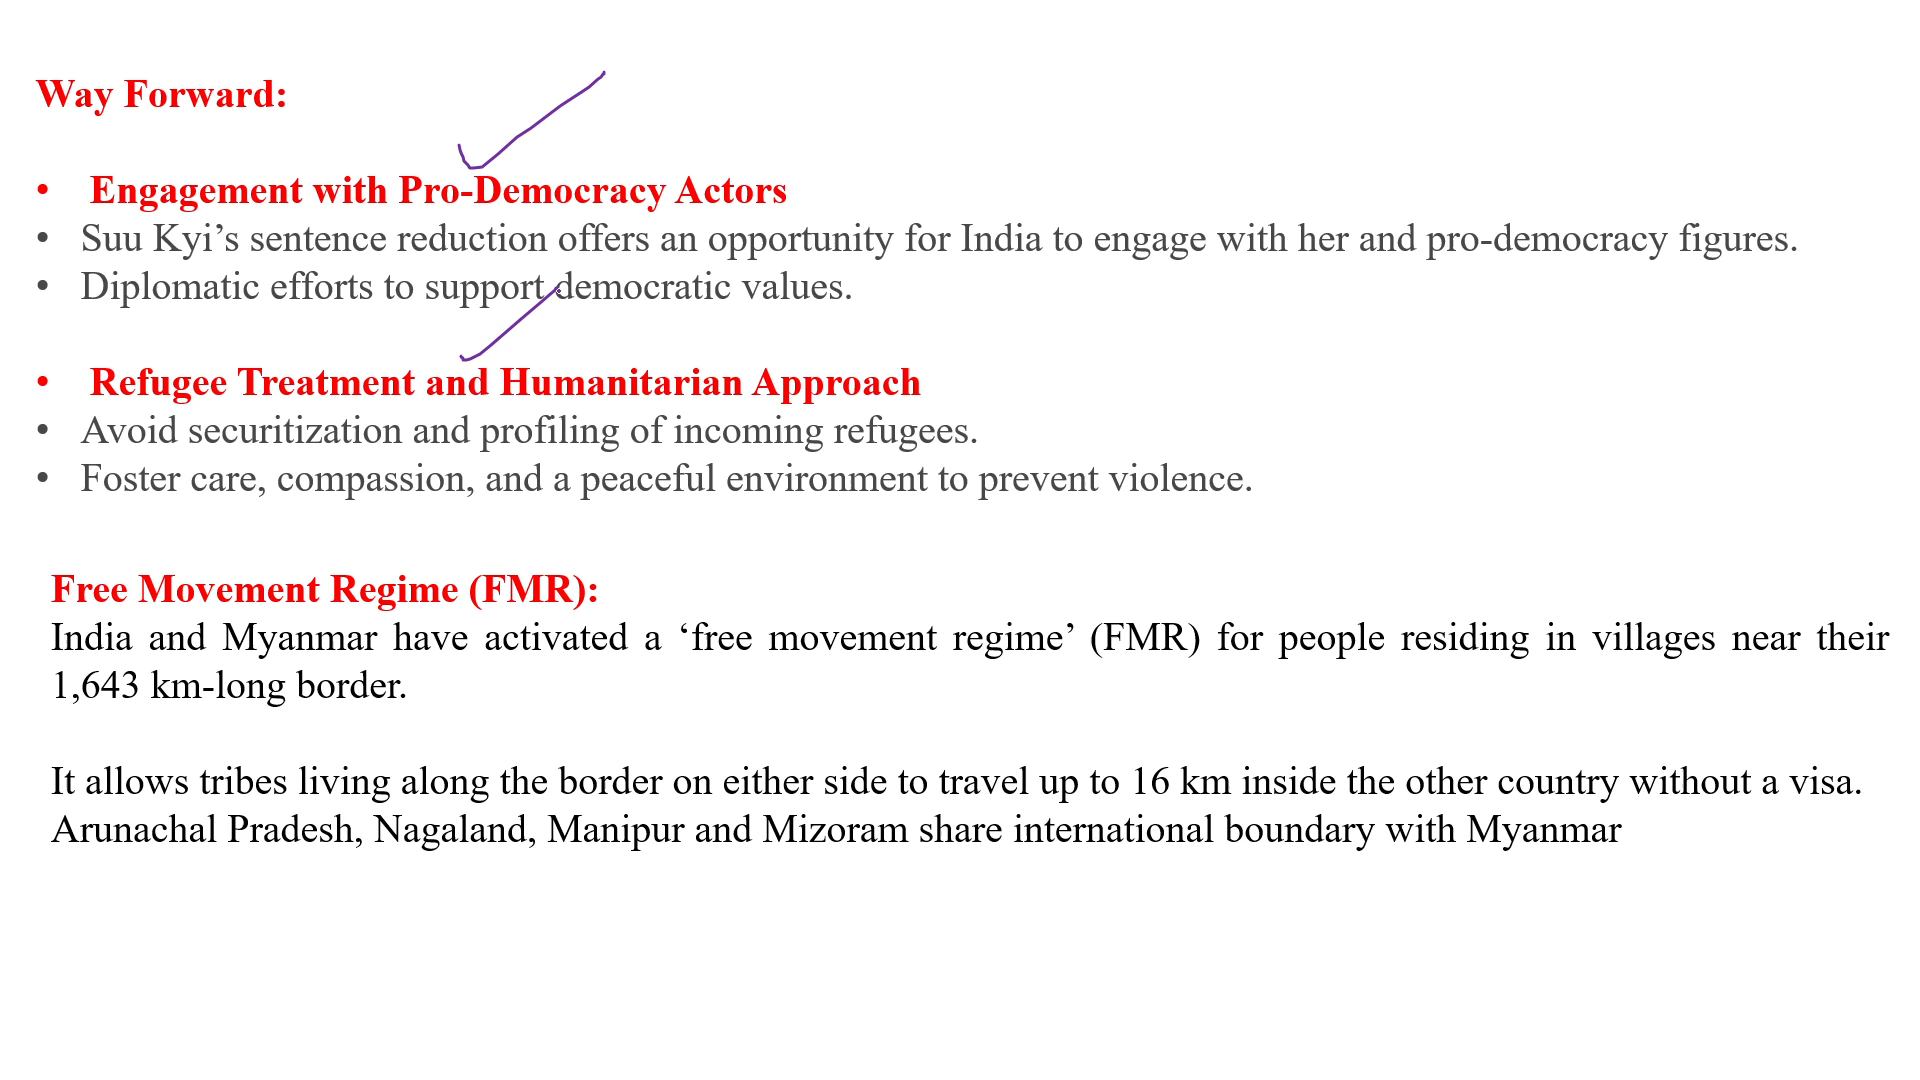 Way Forward:
• Engagement with Pro-Democracy Actors
• Suu Kyi’s sentence reduction offers an opportunity for India to engage with her and pro-democracy figures.
• Diplomatic efforts to support democratic values.
• Refugee Treatment and Humanitarian Approach
• Avoid securitization and profiling of incoming refugees.
• Foster care, compassion, and a peaceful environment to prevent violence.
Free Movement Regime (FMR):
India and Myanmar have activated a ‘free movement regime’ (FMR) for people residing in villages near their
1,643 km-long border.
It allows tribes living along the border on either side to travel up to 16 km inside the other country without a visa.
Arunachal Pradesh, Nagaland, Manipur and Mizoram share international boundary with Myanmar